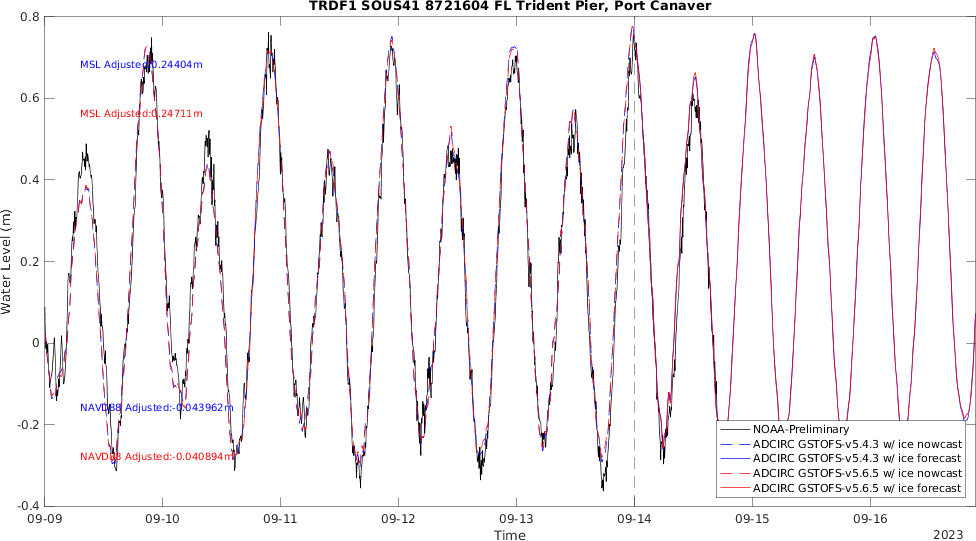 TRDF1 SOUS41 8721604 FL Trident Pier, Port Canaver
0.8
0.6
0.4
0.2
0
-0.2
-0.4
Water Level (m)
MSL Adjusted:0.24404m
MSL Adjusted:0.24711m
NAVD88 Adjusted:-0.043962m
NAVD88 Adjusted:-0.040894m
NOAA-Preliminary
ADCIRC GSTOFS-v5.4.3 w/ ice nowcast
ADCIRC GSTOFS-v5.4.3 w/ ice forecast
ADCIRC GSTOFS-v5.6.5 w/ ice nowcast
ADCIRC GSTOFS-v5.6.5 w/ ice forecast
09-09 09-10 09-11 09-12 09-13 09-14 09-15 09-16
Time
2023